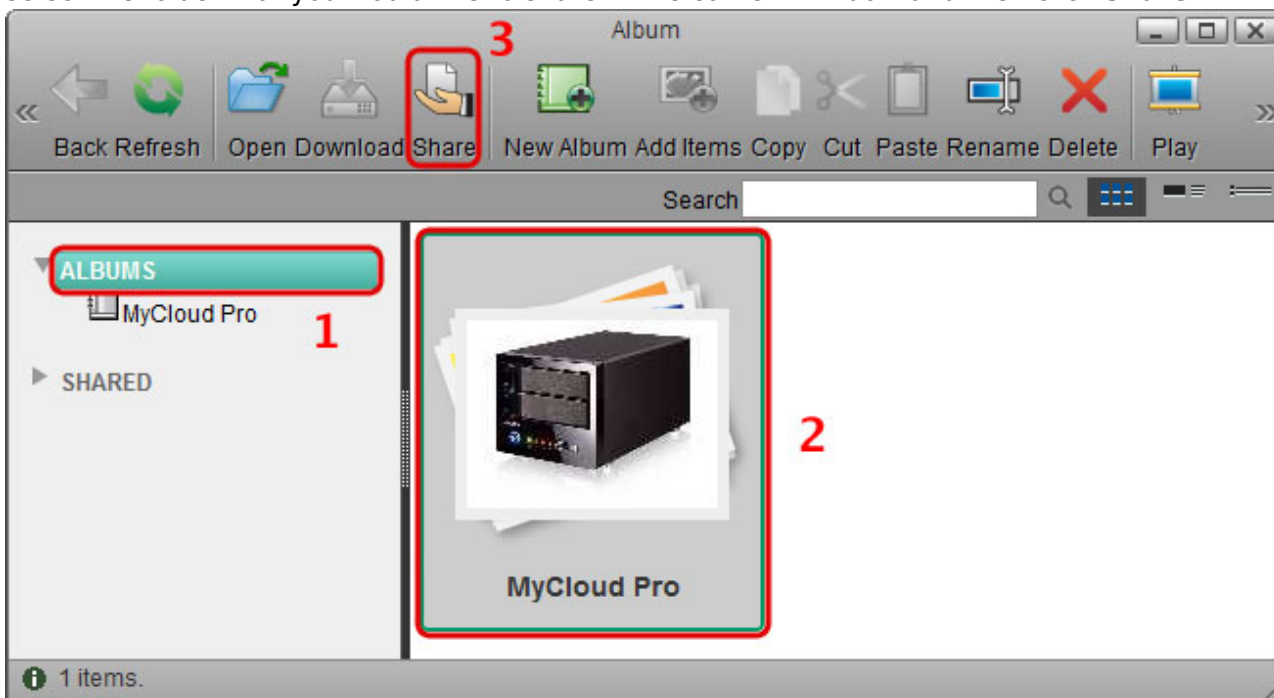 3 Album
Back Refresh Open Download Share New Album Add Items Copy Cut Paste Rename Delete Play
Search
ALBUMS
MyCloud Pro
1
SHARED
2
MyCloud Pro
1 items.